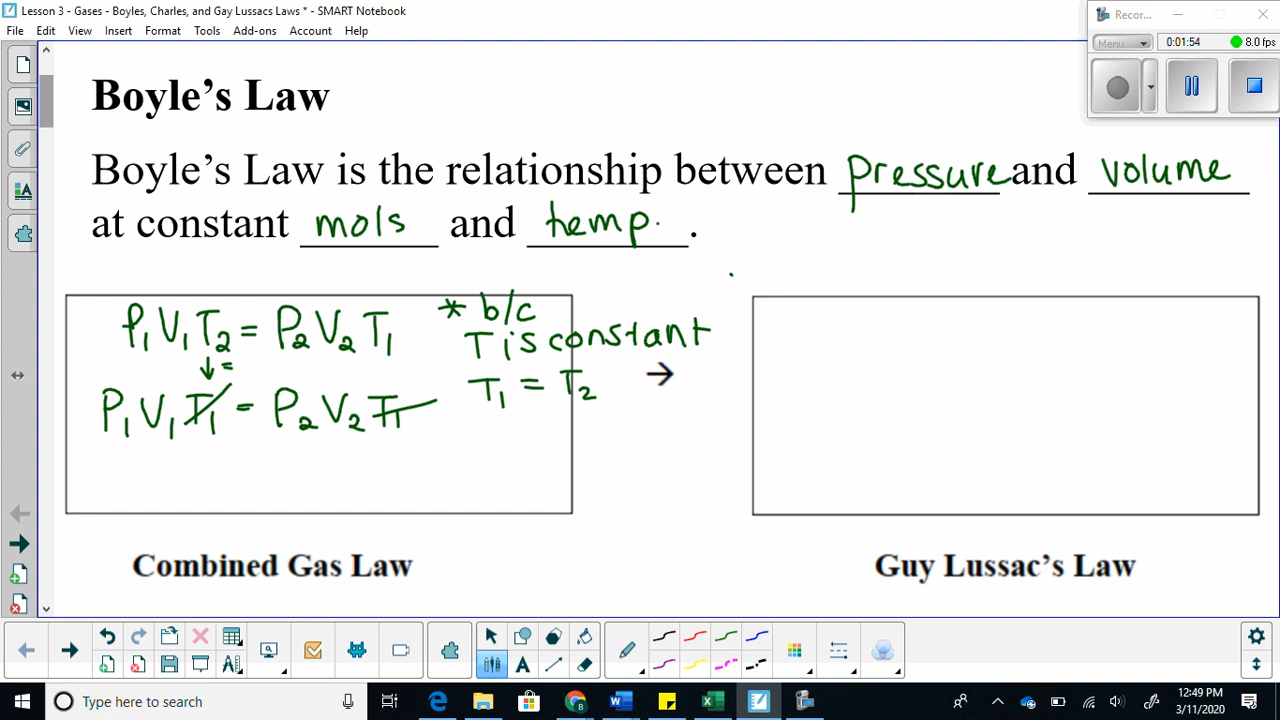 Lesson 3 - Gases - Boyles, Charles, and Gay Lussacs Laws * - SMART Notebook
File Edit View Insert Format Tools Add-ons Account Help
Recor...
Menu 0:01:54 8.0 fps
Boyle's Law
Boyle's Law is the relationship between pressure and volume
at constant mols and temp.
P₁V₁T₂ = P₂V₂T₁
↓ =
P₁V₁T₁ = P₂V₂T₁
* b/c
T is constant
T₁ = T₂ →
Combined Gas Law
Guy Lussac's Law
Type here to search
12:49 PM
3/11/2020